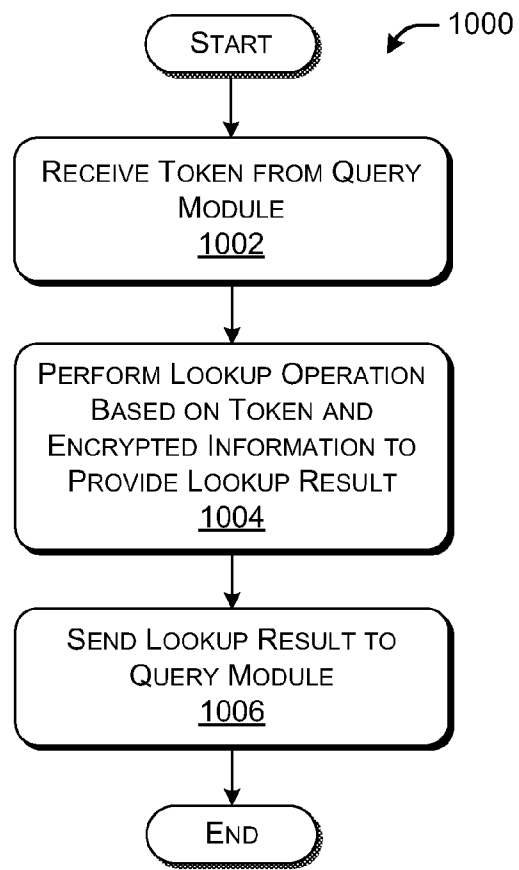 START
1000
RECEIVE TOKEN FROM QUERY
MODULE
1002
PERFORM LOOKUP OPERATION
BASED ON TOKEN AND
ENCRYPTED INFORMATION TO
PROVIDE LOOKUP RESULT
1004
SEND LOOKUP RESULT TO
QUERY MODULE
1006
END